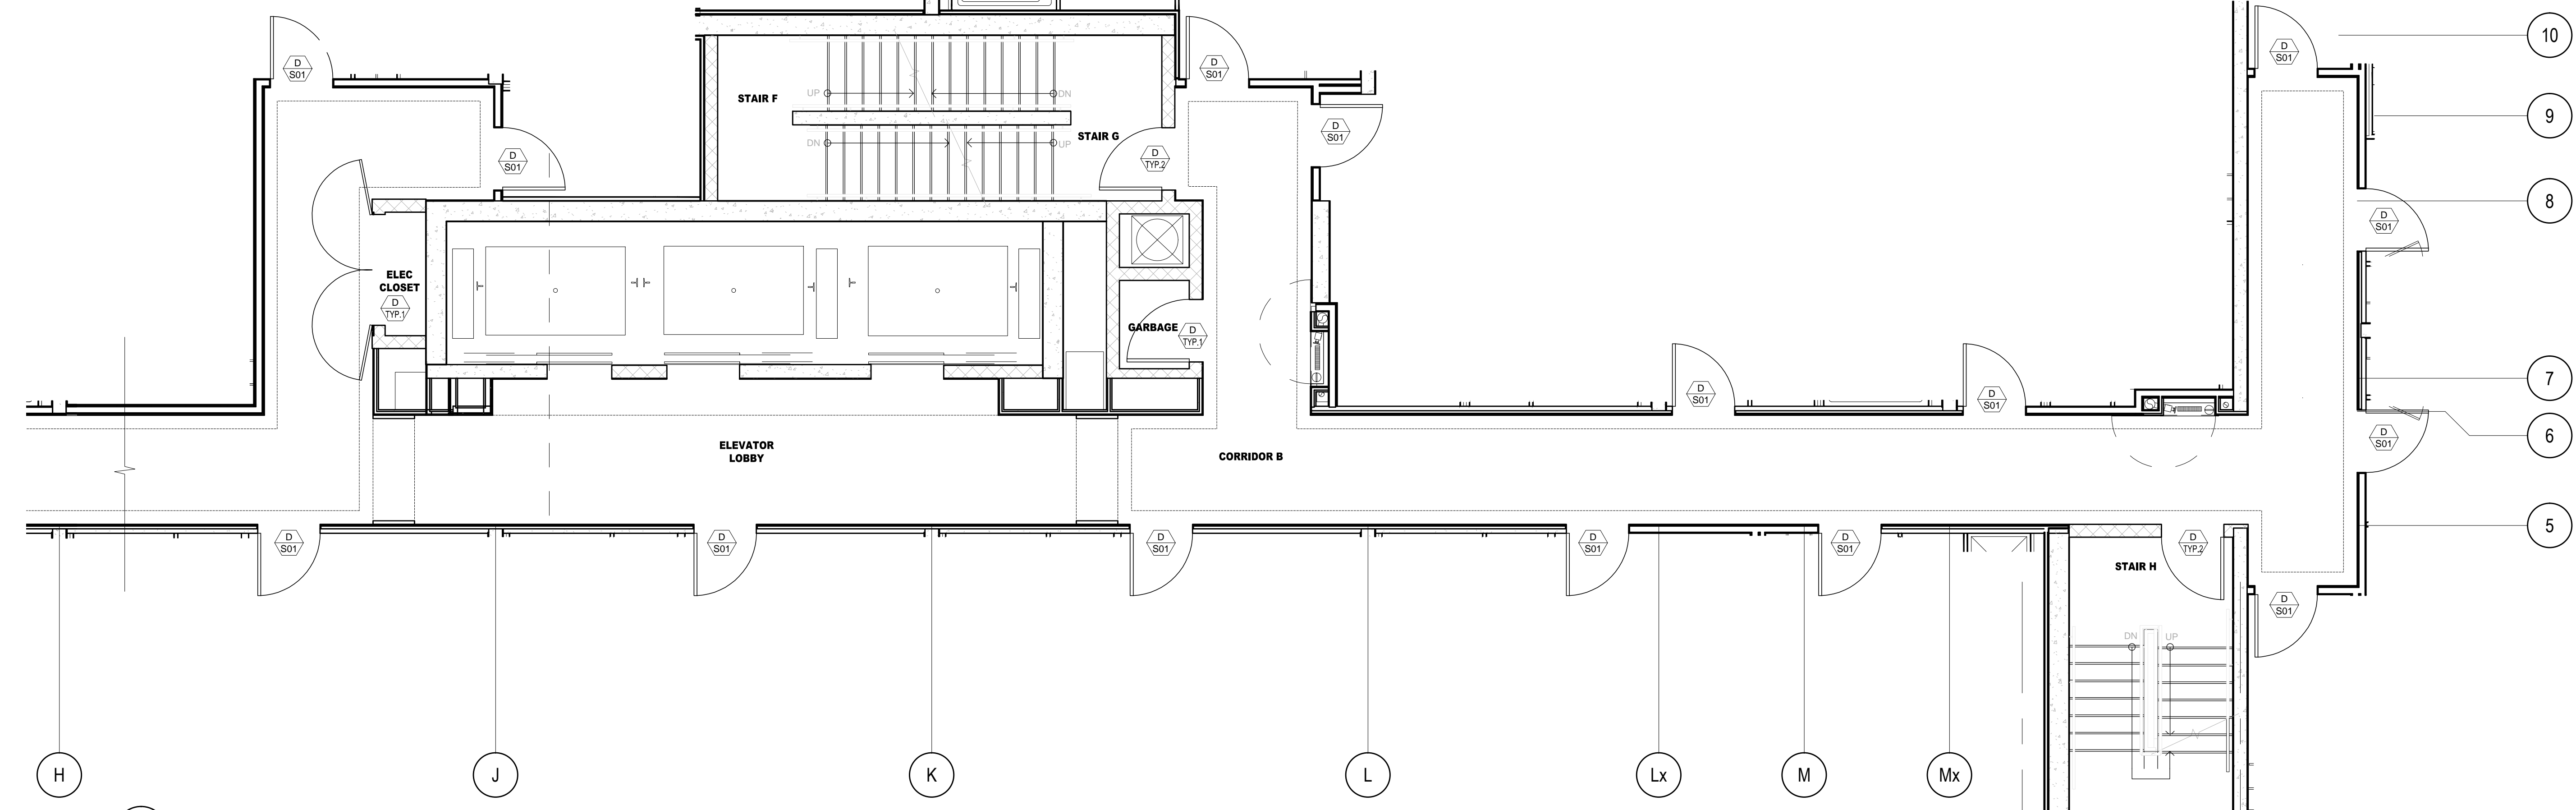 10
D
S01
D
S01
D
S01
D
S01
UP
DN
STAIR F
9
D
S01
STAIR G
DN
UP
D
TYP.2
D
S01
8
D
S01
ELEC
CLOSET
D
TYP.1
GARBAGE
D
TYP.1
7
D
S01
D
S01
6
D
S01
ELEVATOR
LOBBY
CORRIDOR B
5
D
S01
D
S01
D
S01
D
S01
D
S01
D
TYP.2
STAIR H
D
S01
DN
UP
H
J
K
L
Lx
M
Mx